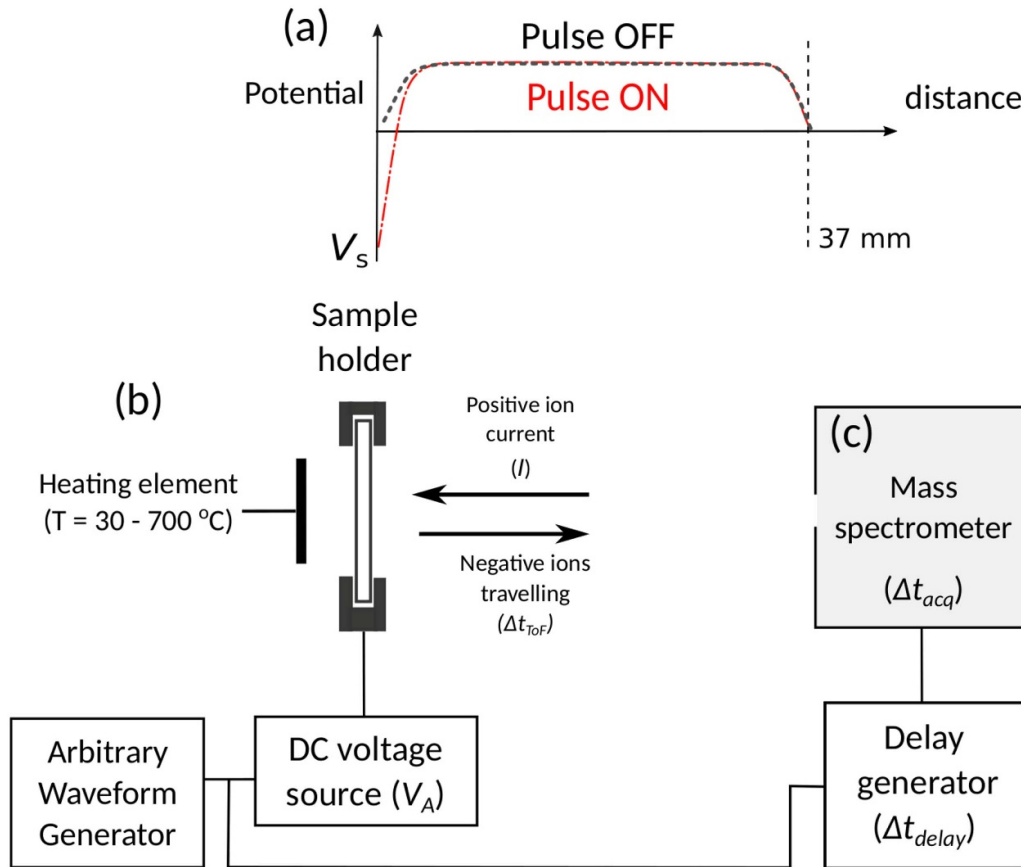 (a)
Pulse OFF
Potential
Pulse ON
distance
Vs
37 mm
Sample
holder
(b)
Positive ion
current
(I)
Heating element
(T = 30 - 700 °C)
Negative ions
travelling
(ΔtToF)
(c)
Mass
spectrometer
(Δtacq)
Arbitrary
Waveform
Generator
DC voltage
source (VA)
Delay
generator
(Δtdelay)